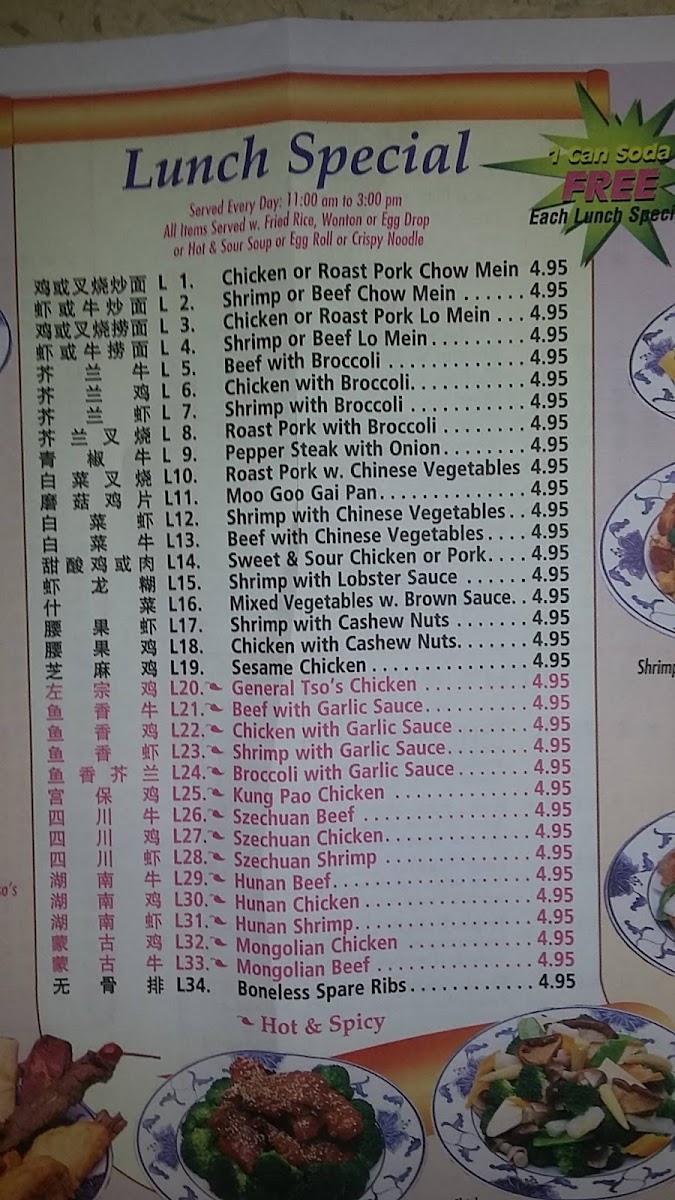 Lunch Special
Served Every Day: 11:00 am to 3:00 pm
All Items Served w. Fried Rice, Wonton or Egg Drop
or Hot & Sour Soup or Egg Roll or Crispy Noodle
1 Can Soda
FREE
Each Lunch Speci
鸡或叉烧炒面 L 1. Chicken or Roast Pork Chow Mein 4.95
虾或牛炒面 L 2. Shrimp or Beef Chow Mein ...... 4.95
鸡或叉烧捞面 L 3. Chicken or Roast Pork Lo Mein ... 4.95
虾或牛捞面 L 4. Shrimp or Beef Lo Mein......... 4.95
芥兰牛 L 5. Beef with Broccoli ............. 4.95
芥兰鸡 L 6. Chicken with Broccoli........... 4.95
芥兰虾 L 7. Shrimp with Broccoli ........... 4.95
芥兰叉烧 L 8. Roast Pork with Broccoli ........ 4.95
青椒牛 L 9. Pepper Steak with Onion........ 4.95
白菜叉烧 L10. Roast Pork w. Chinese Vegetables 4.95
磨菇鸡片 L11. Moo Goo Gai Pan.............. 4.95
白菜虾 L12. Shrimp with Chinese Vegetables.. 4.95
白菜牛 L13. Beef with Chinese Vegetables.... 4.95
甜酸鸡或肉 L14. Sweet & Sour Chicken or Pork... 4.95
虾龙糊 L15. Shrimp with Lobster Sauce ...... 4.95
什菜 L16. Mixed Vegetables w. Brown Sauce.. 4.95
腰果虾 L17. Shrimp with Cashew Nuts ....... 4.95
腰果鸡 L18. Chicken with Cashew Nuts....... 4.95
芝麻鸡 L19. Sesame Chicken ............... 4.95
左宗鸡 L20. General Tso's Chicken .......... 4.95
鱼香牛 L21. Beef with Garlic Sauce.......... 4.95
鱼香鸡 L22. Chicken with Garlic Sauce ....... 4.95
鱼香虾 L23. Shrimp with Garlic Sauce........ 4.95
鱼香芥兰 L24. Broccoli with Garlic Sauce....... 4.95
宫保鸡 L25. Kung Pao Chicken ............. 4.95
四川牛 L26. Szechuan Beef ................ 4.95
四川鸡 L27. Szechuan Chicken.............. 4.95
四川虾 L28. Szechuan Shrimp .............. 4.95
湖南牛 L29. Hunan Beef................... 4.95
湖南鸡 L30. Hunan Chicken ................ 4.95
湖南虾 L31. Hunan Shrimp................. 4.95
蒙古鸡 L32. Mongolian Chicken ............ 4.95
蒙古牛 L33. Mongolian Beef ............... 4.95
无骨排 L34. Boneless Spare Ribs............ 4.95
Hot & Spicy
Shrimp
so's